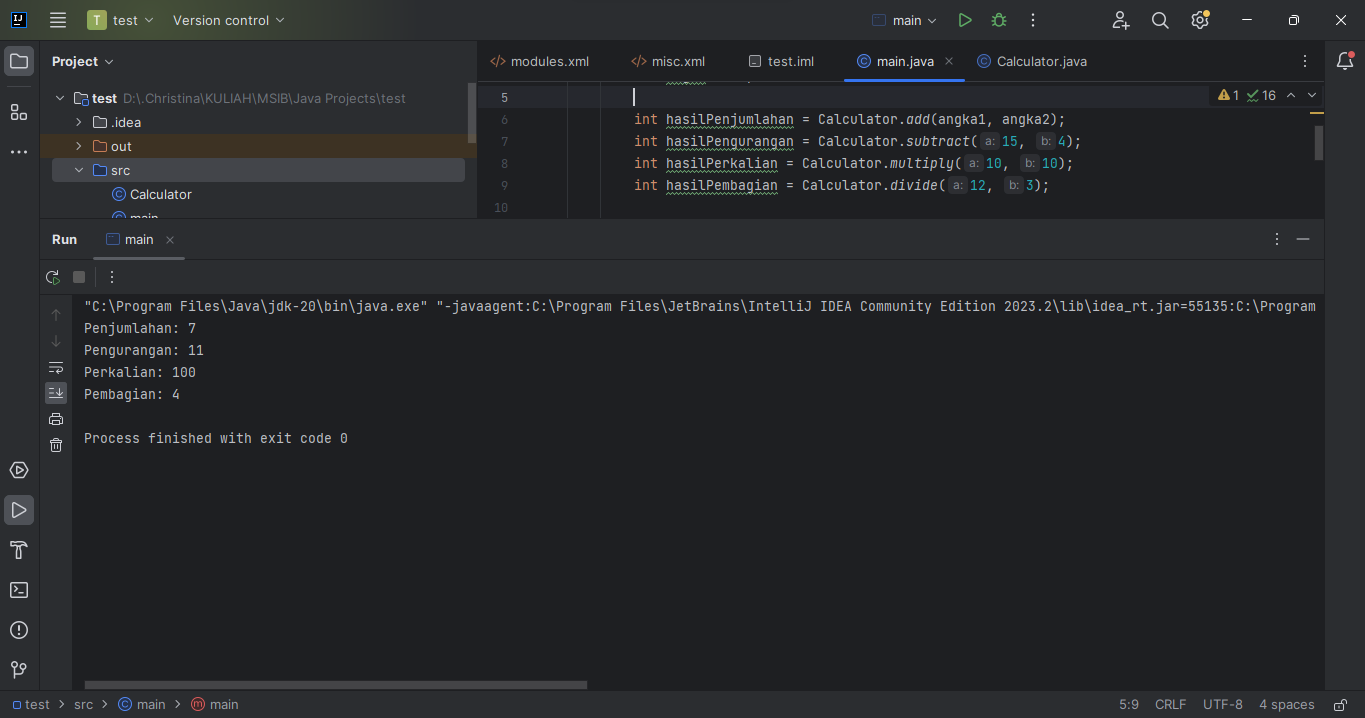 T test Version control main
Project
modules.xml misc.xml test.iml main.java Calculator.java
test D:\.Christina\KULIAH\MSIB\Java Projects\test
.idea
out
src
Calculator
main
5
1 16
6 int hasilPenjumlahan = Calculator.add(angka1, angka2);
7 int hasilPengurangan = Calculator.subtract( a: 15, b: 4);
8 int hasilPerkalian = Calculator.multiply( a: 10, b: 10);
9 int hasilPembagian = Calculator.divide( a: 12, b: 3);
10
Run main
"C:\Program Files\Java\jdk-20\bin\java.exe" "-javaagent:C:\Program Files\JetBrains\IntelliJ IDEA Community Edition 2023.2\lib\idea_rt.jar=55135:C:\Program
Penjumlahan: 7
Pengurangan: 11
Perkalian: 100
Pembagian: 4
Process finished with exit code 0
test > src > main > main
5:9 CRLF UTF-8 4 spaces